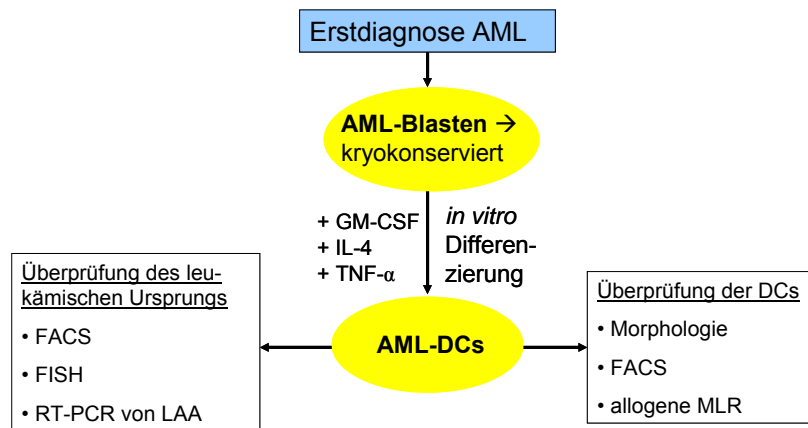 Erstdiagnose AML
AML-Blasten →
kryokonserviert
+ GM-CSF
+ IL-4
+ TNF-α
in vitro
Differen-
zierung
Überprüfung des leu-
kämischen Ursprungs
• FACS
• FISH
• RT-PCR von LAA
AML-DCs
Überprüfung der DCs
• Morphologie
• FACS
• allogene MLR